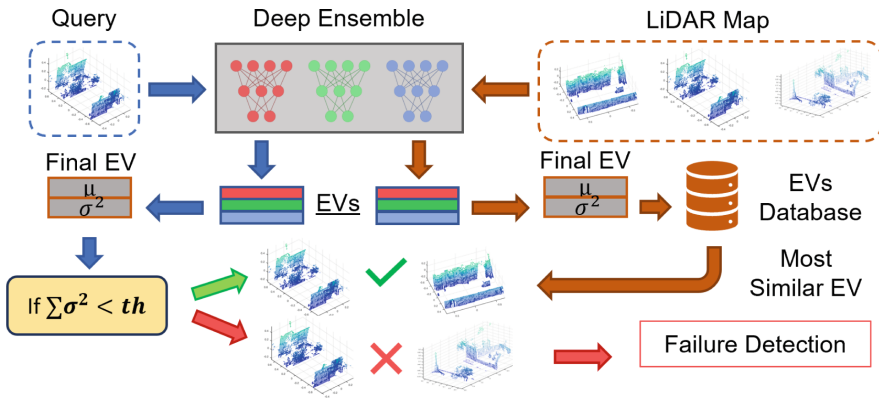 Query
Deep Ensemble
LiDAR Map
Final EV
μ
σ²
EVs
Final EV
μ
σ²
EVs
Database
If ∑σ² < th
Most
Similar EV
Failure Detection